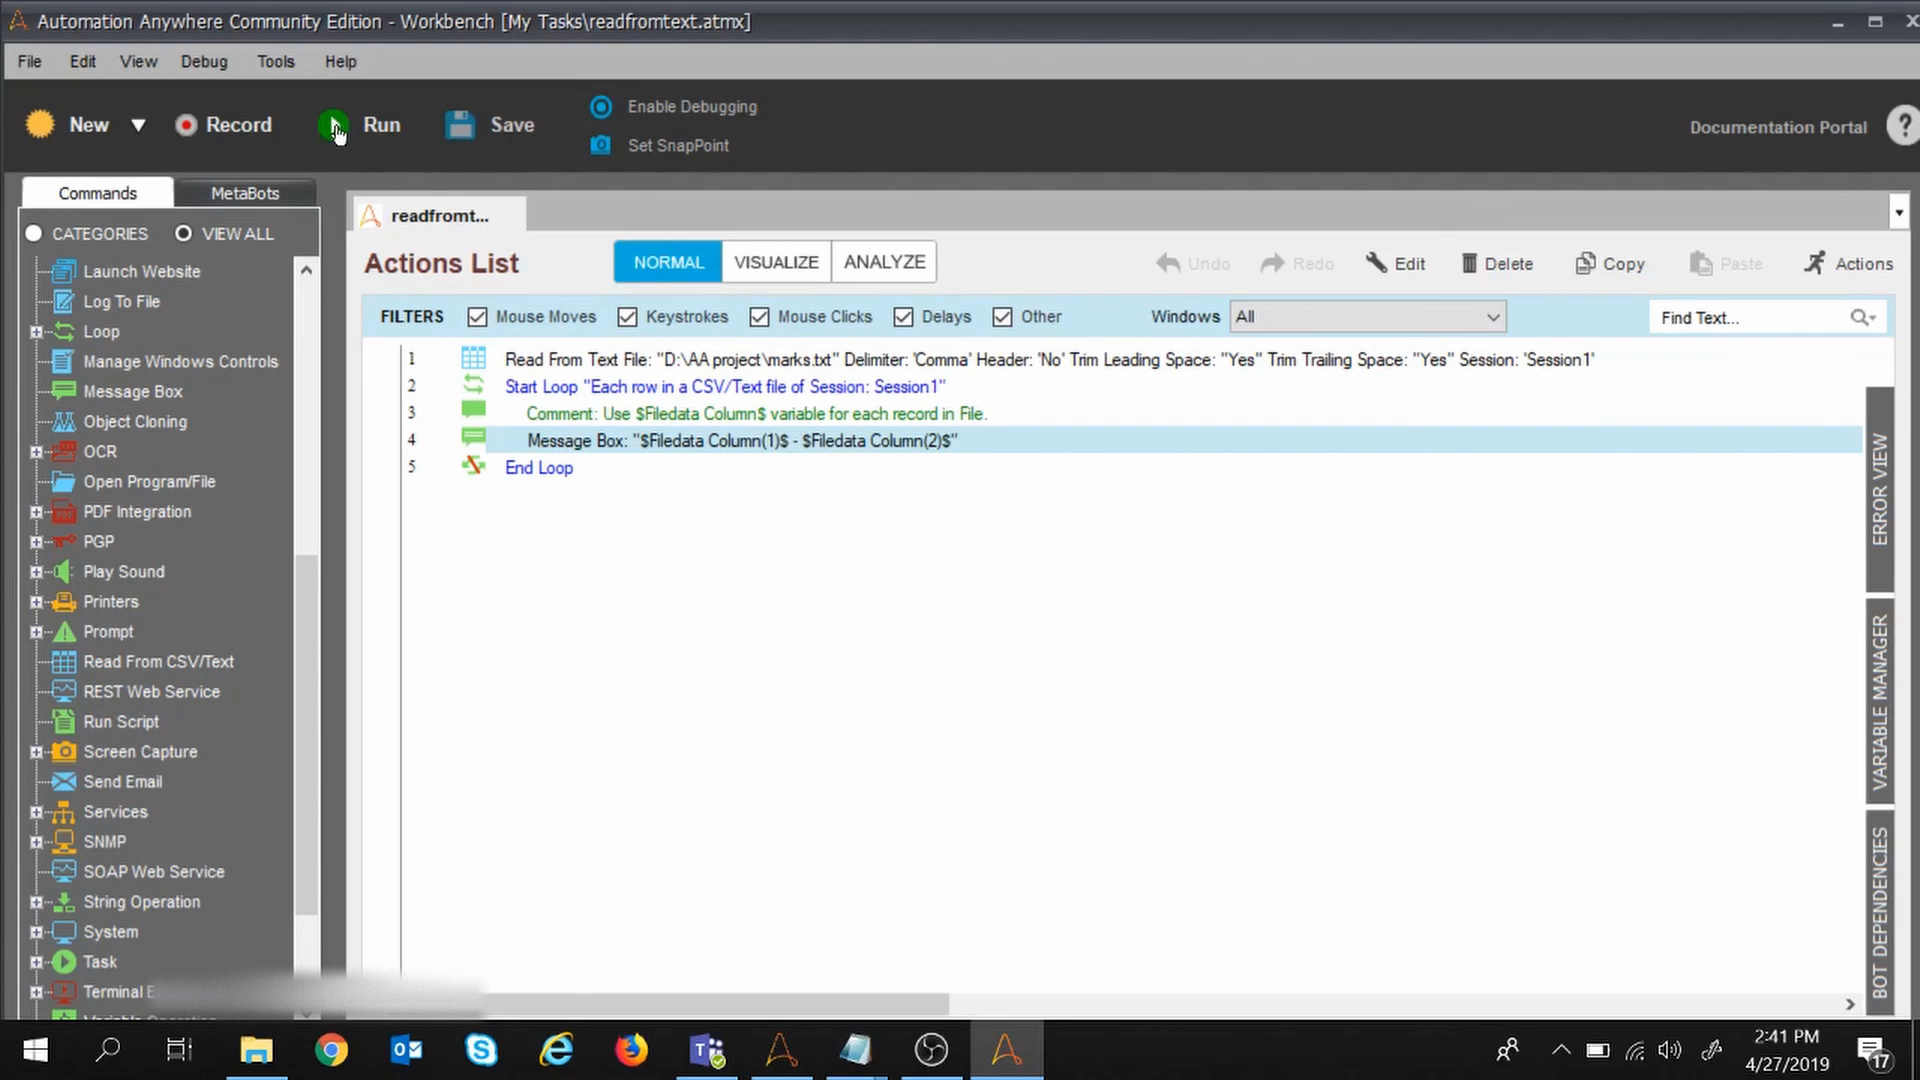 Automation Anywhere Community Edition - Workbench [My Tasks\readfromtext.atmx]
File Edit View Debug Tools Help
New Record Run Save
Enable Debugging
Set SnapPoint
Documentation Portal ?
Commands MetaBots
CATEGORIES VIEW ALL
Launch Website
Log To File
Loop
Manage Windows Controls
Message Box
Object Cloning
OCR
Open Program/File
PDF Integration
PGP
Play Sound
Printers
Prompt
Read From CSV/Text
REST Web Service
Run Script
Screen Capture
Send Email
Services
SNMP
SOAP Web Service
String Operation
System
Task
Terminal E
readfromt...
Actions List NORMAL VISUALIZE ANALYZE Undo Redo Edit Delete Copy Paste Actions
FILTERS Mouse Moves Keystrokes Mouse Clicks Delays Other Windows All Find Text...
1 Read From Text File: "D:\AA project\marks.txt" Delimiter: 'Comma' Header: 'No' Trim Leading Space: "Yes" Trim Trailing Space: "Yes" Session: 'Session1'
2 Start Loop "Each row in a CSV/Text file of Session: Session1"
3 Comment: Use $Filedata Column$ variable for each record in File.
4 Message Box: "$Filedata Column(1)$ - $Filedata Column(2)$"
5 End Loop
ERROR VIEW
VARIABLE MANAGER
BOT DEPENDENCIES
2:41 PM
4/27/2019
17